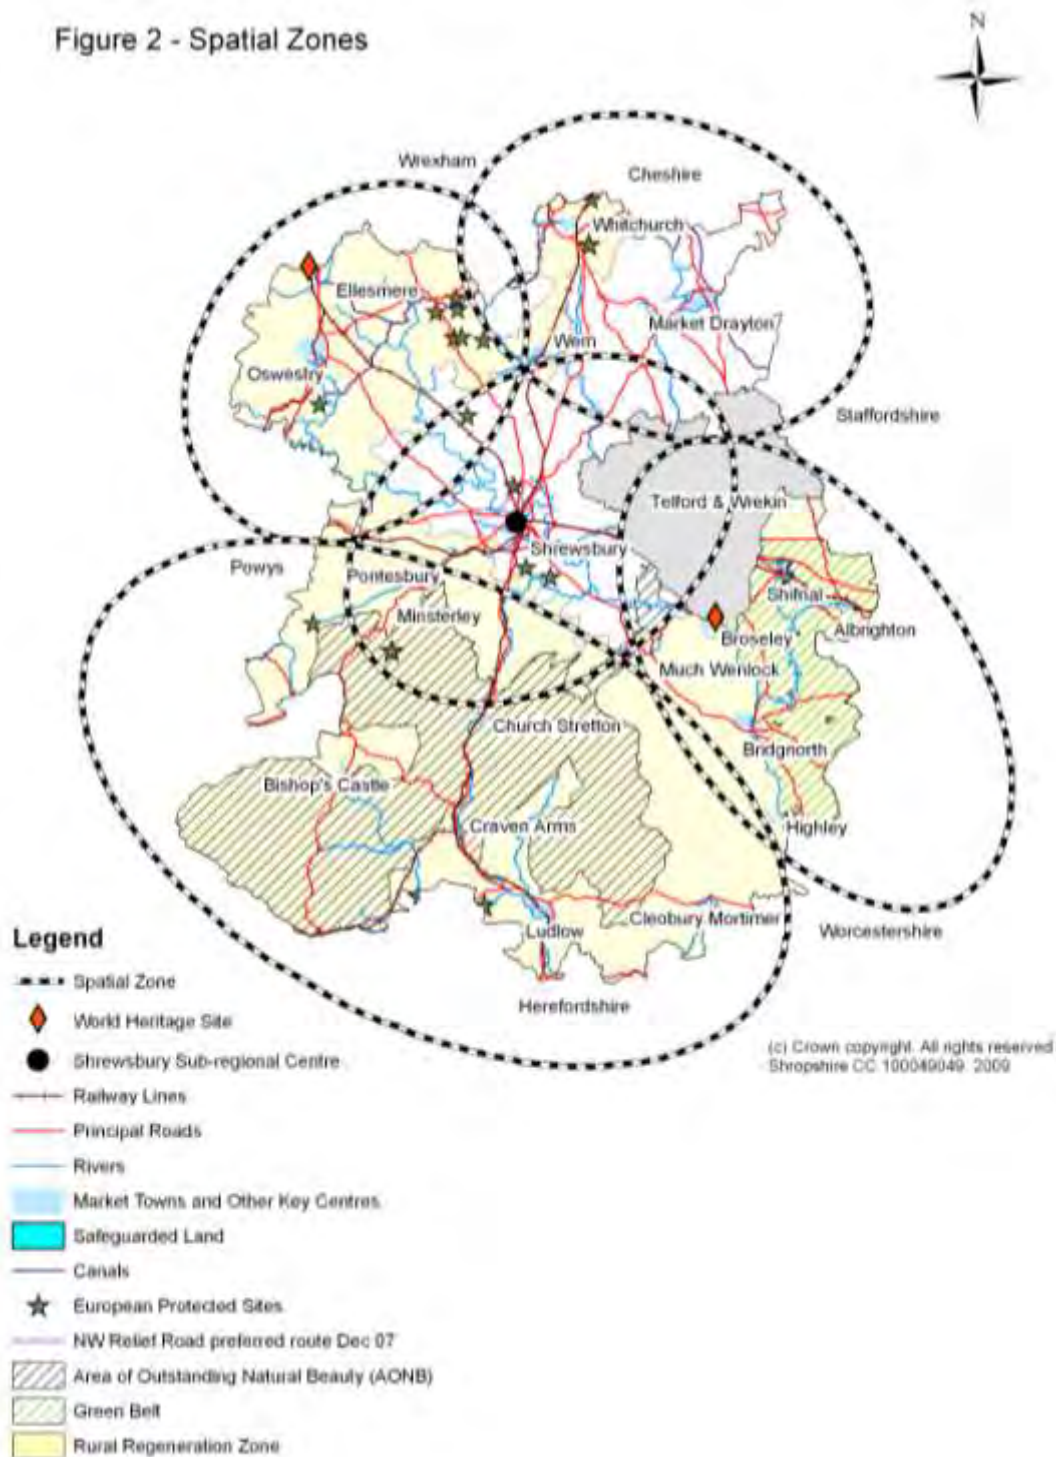 Figure 2 - Spatial Zones
N
Wrexham
Cheshire
Whitchurch
Ellesmere
Market Drayton
Wem
Oswestry
Staffordshire
Telford & Wrekin
Shrewsbury
Powys
Pontesbury
Shifnal
Minsterley
Albrighton
Broseley
Much Wenlock
Church Stretton
Bridgnorth
Bishop's Castle
Craven Arms
Highley
Cleobury Mortimer
Ludlow
Worcestershire
Herefordshire
(c) Crown copyright. All rights reserved
Shropshire CC 100049049. 2009
Legend
Spatial Zone
World Heritage Site
Shrewsbury Sub-regional Centre
Railway Lines
Principal Roads
Rivers
Market Towns and Other Key Centres
Safeguarded Land
Canals
European Protected Sites
NW Relief Road preferred route Dec 07
Area of Outstanding Natural Beauty (AONB)
Green Belt
Rural Regeneration Zone